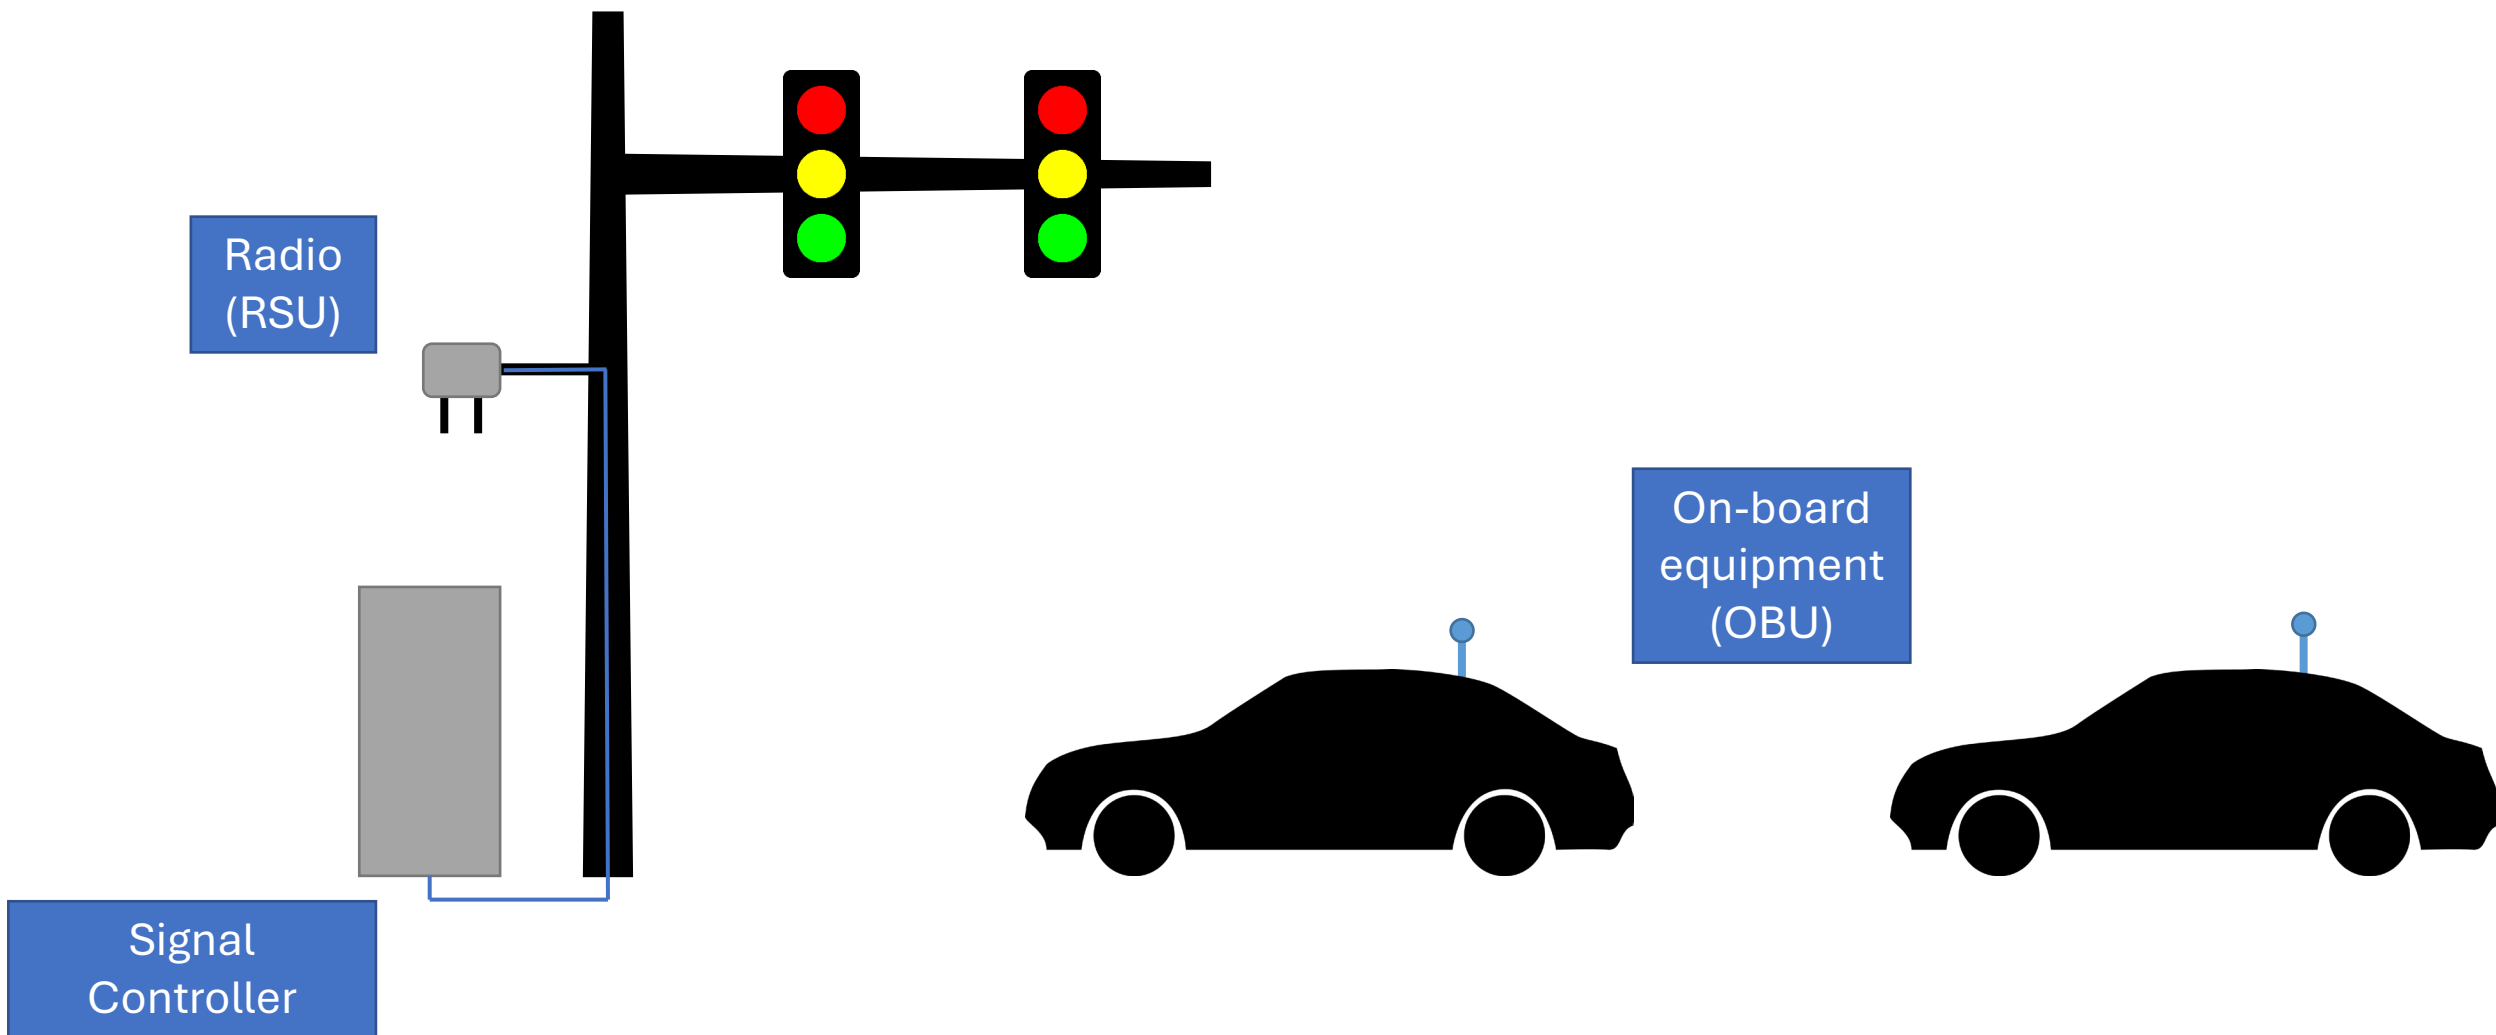 Radio
(RSU)
On-board
equipment
(OBU)
Signal
Controller